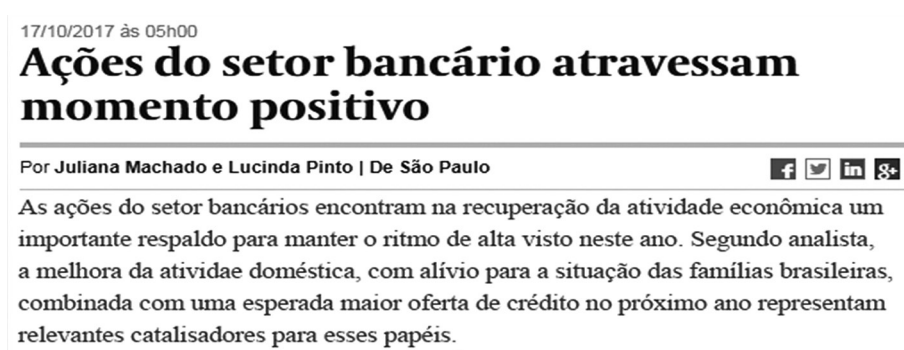 17/10/2017 às 05h00
Ações do setor bancário atravessam
momento positivo
Por Juliana Machado e Lucinda Pinto | De São Paulo
f in g+
As ações do setor bancários encontram na recuperação da atividade econômica um
importante respaldo para manter o ritmo de alta visto neste ano. Segundo analista,
a melhora da atividae doméstica, com alívio para a situação das famílias brasileiras,
combinada com uma esperada maior oferta de crédito no próximo ano representam
relevantes catalisadores para esses papéis.